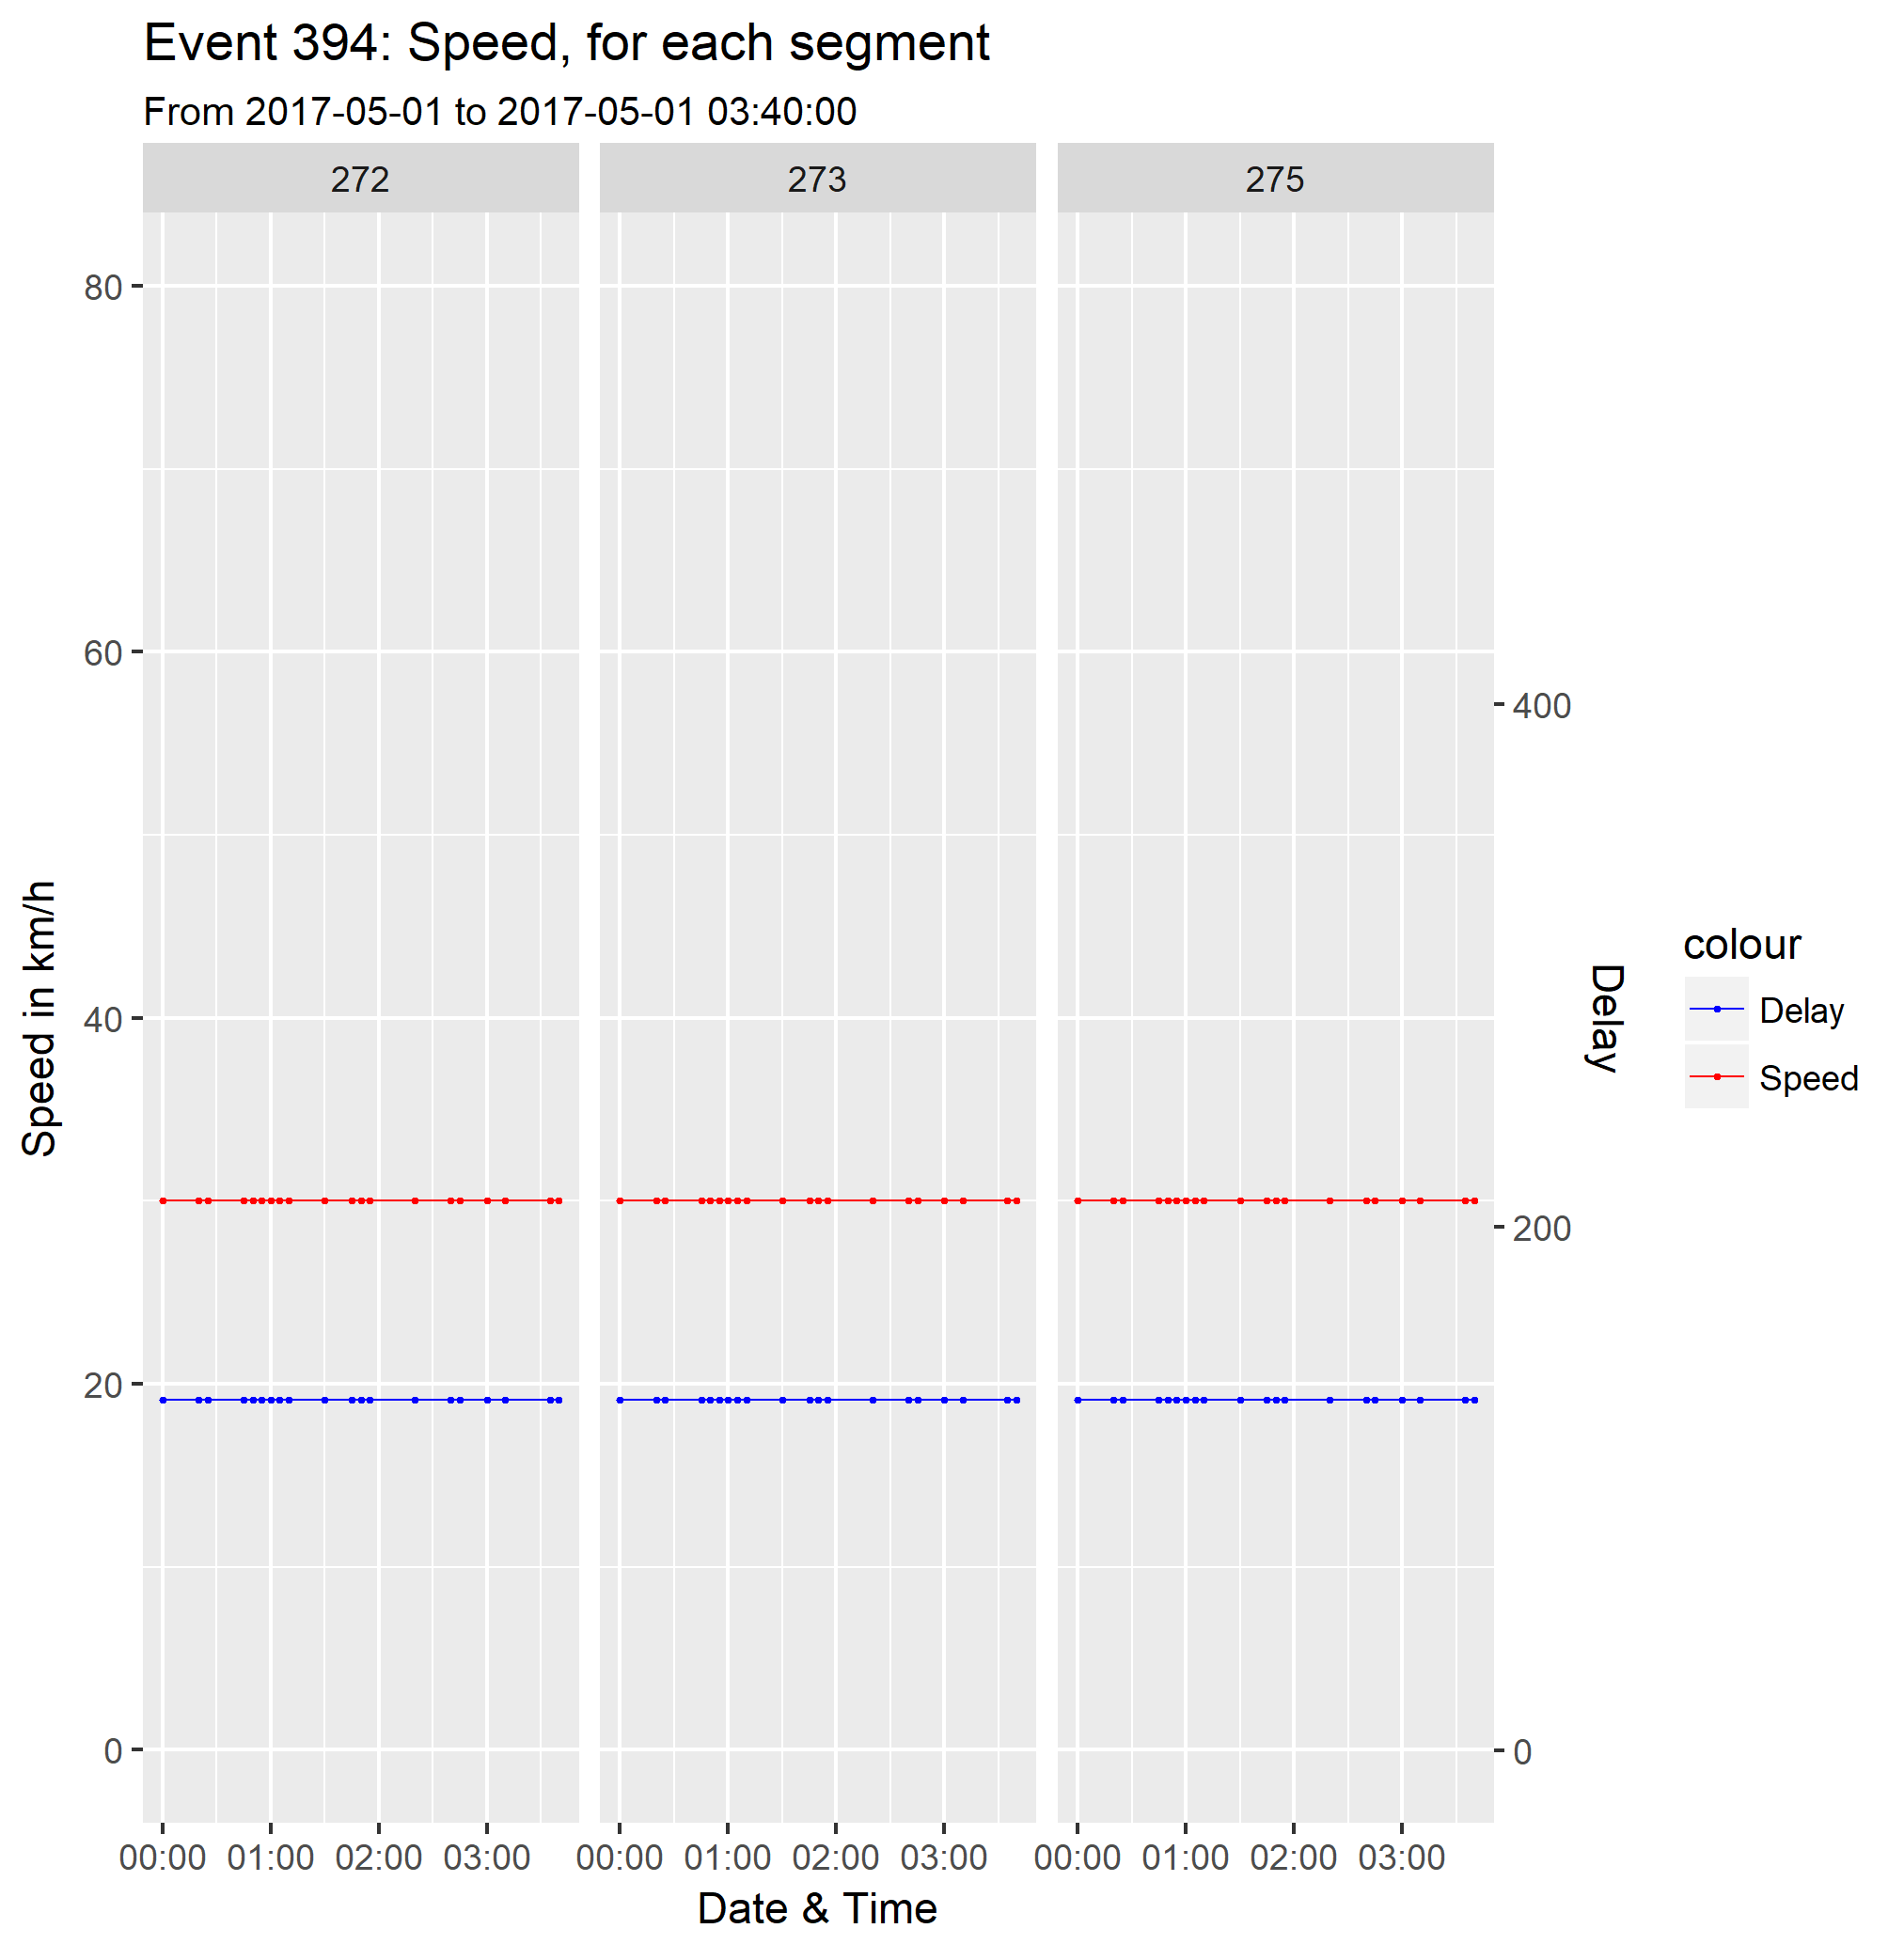 Event 394: Speed, for each segment
From 2017-05-01 to 2017-05-01 03:40:00
272 273 275
80
60
40
20
0
Speed in km/h
400
200
0
Delay
00:00 01:00 02:00 03:00 00:00 01:00 02:00 03:00 00:00 01:00 02:00 03:00
Date & Time
colour
Delay
Speed